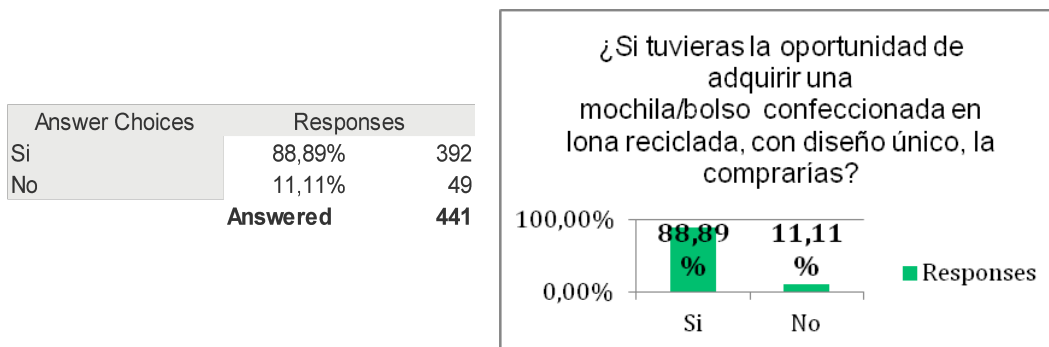 Answer Choices Responses
Si 88,89% 392
No 11,11% 49
Answered 441
¿Si tuvieras la oportunidad de
adquirir una
mochila/bolso confeccionada en
lona reciclada, con diseño único, la
comprarías?
100,00%
0,00%
88,89
%
11,11
%
Si No
Responses